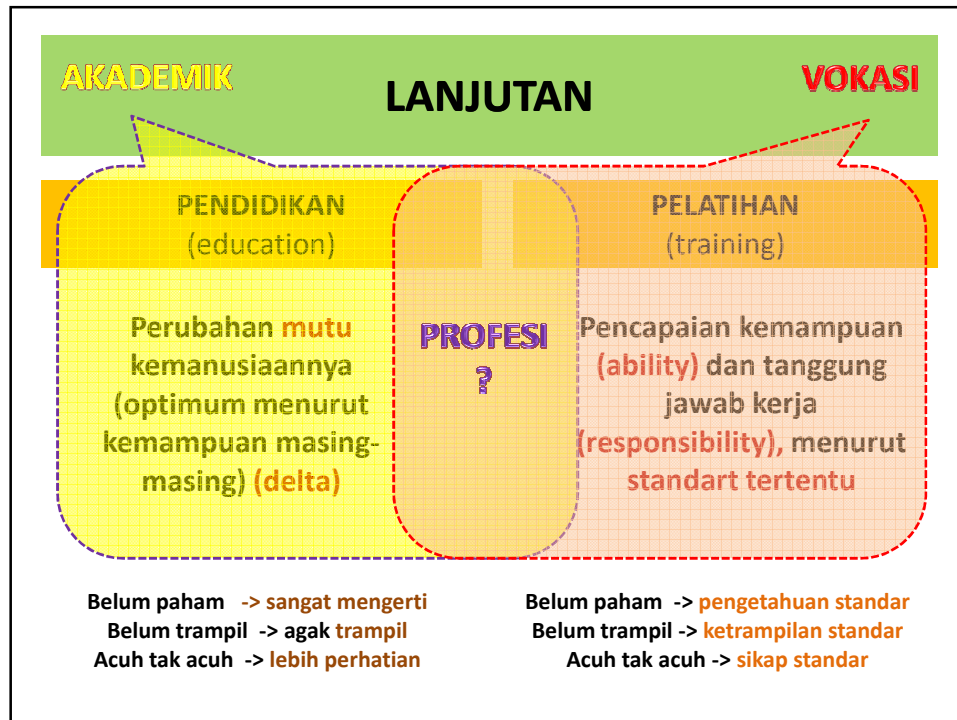 AKADEMIK
LANJUTAN
VOKASI
PENDIDIKAN
(education)
Perubahan mutu
kemanusiaannya
(optimum menurut
kemampuan masing-
masing) (delta)
PROFESI
?
PELATIHAN
(training)
Pencapaian kemampuan
(ability) dan tanggung
jawab kerja
(responsibility), menurut
standart tertentu
Belum paham -> sangat mengerti
Belum trampil -> agak trampil
Acuh tak acuh -> lebih perhatian
Belum paham -> pengetahuan standar
Belum trampil -> ketrampilan standar
Acuh tak acuh -> sikap standar